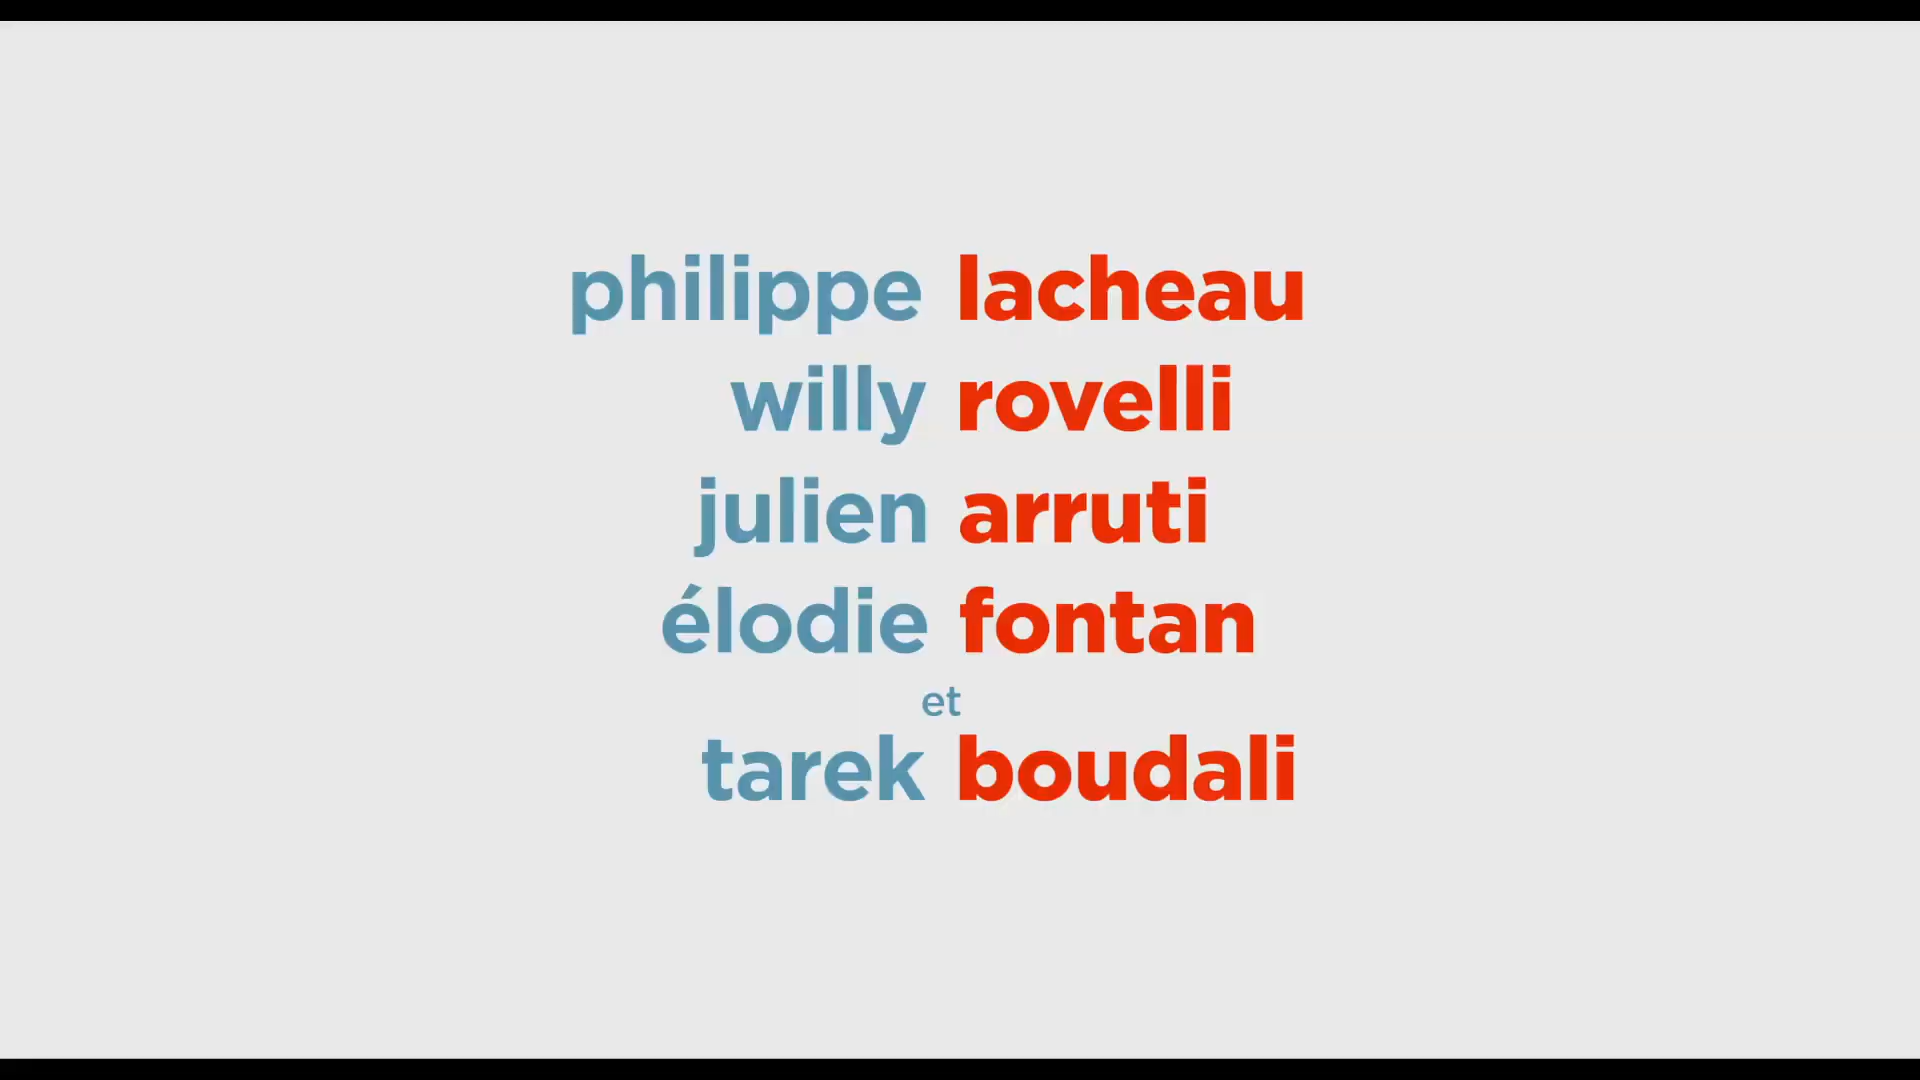 philippe lacheau
willy rovelli
julien arruti
élodie fontan
et
tarek boudali